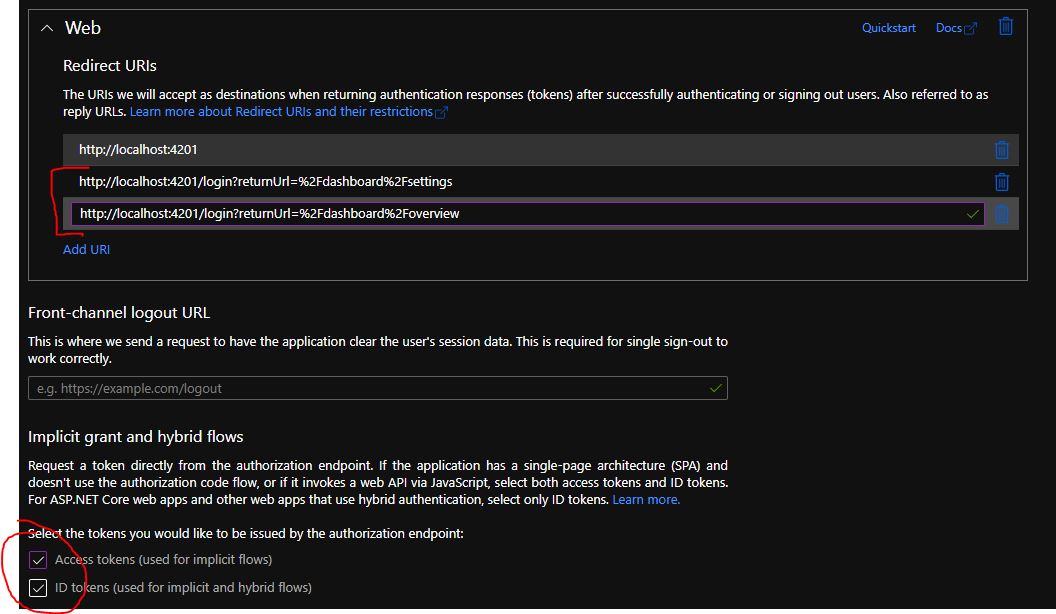 Web
Quickstart
Docs
Redirect URIs
The URIs we will accept as destinations when returning authentication responses (tokens) after successfully authenticating or signing out users. Also referred to as
reply URLs. Learn more about Redirect URIs and their restrictions
http://localhost:4201
http://localhost:4201/login?returnUrl=%2Fdashboard%2Fsettings
http://localhost:4201/login?returnUrl=%2Fdashboard%2Foverview
Add URI
Front-channel logout URL
This is where we send a request to have the application clear the user's session data. This is required for single sign-out to
work correctly.
e.g. https://example.com/logout
Implicit grant and hybrid flows
Request a token directly from the authorization endpoint. If the application has a single-page architecture (SPA) and
doesn't use the authorization code flow, or if it invokes a web API via JavaScript, select both access tokens and ID tokens.
For ASP.NET Core web apps and other web apps that use hybrid authentication, select only ID tokens. Learn more.
Select the tokens you would like to be issued by the authorization endpoint:
Access tokens (used for implicit flows)
ID tokens (used for implicit and hybrid flows)